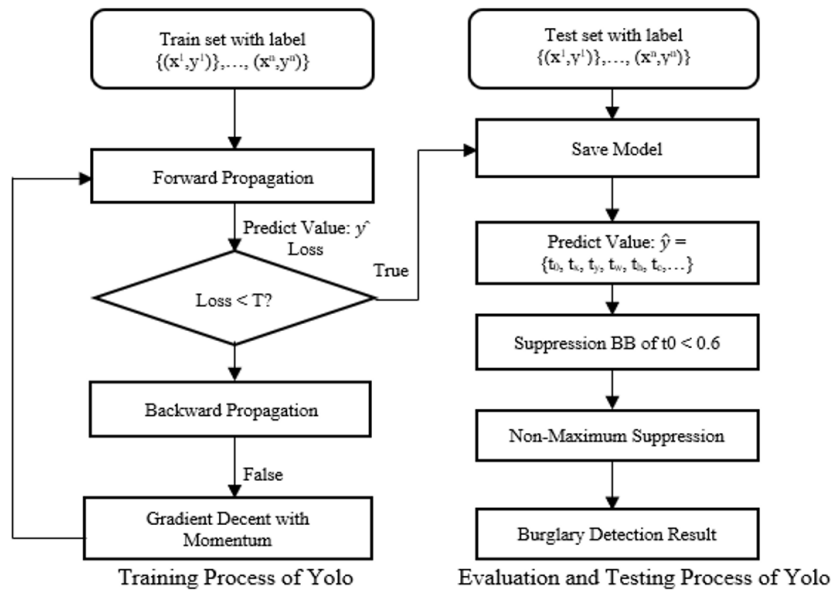 Train set with label
{(x¹,y¹)},..., (xⁿ,yⁿ)}
Forward Propagation
Predict Value: yˆ
Loss
Loss < T?
True
Backward Propagation
False
Gradient Decent with
Momentum
Training Process of Yolo
Test set with label
{(x¹,y¹)},..., (xⁿ,yⁿ)}
Save Model
Predict Value: ŷ =
{t₀, tₓ, t_y, t_w, t_h, t_c,...}
Suppression BB of t0 < 0.6
Non-Maximum Suppression
Burglary Detection Result
Evaluation and Testing Process of Yolo